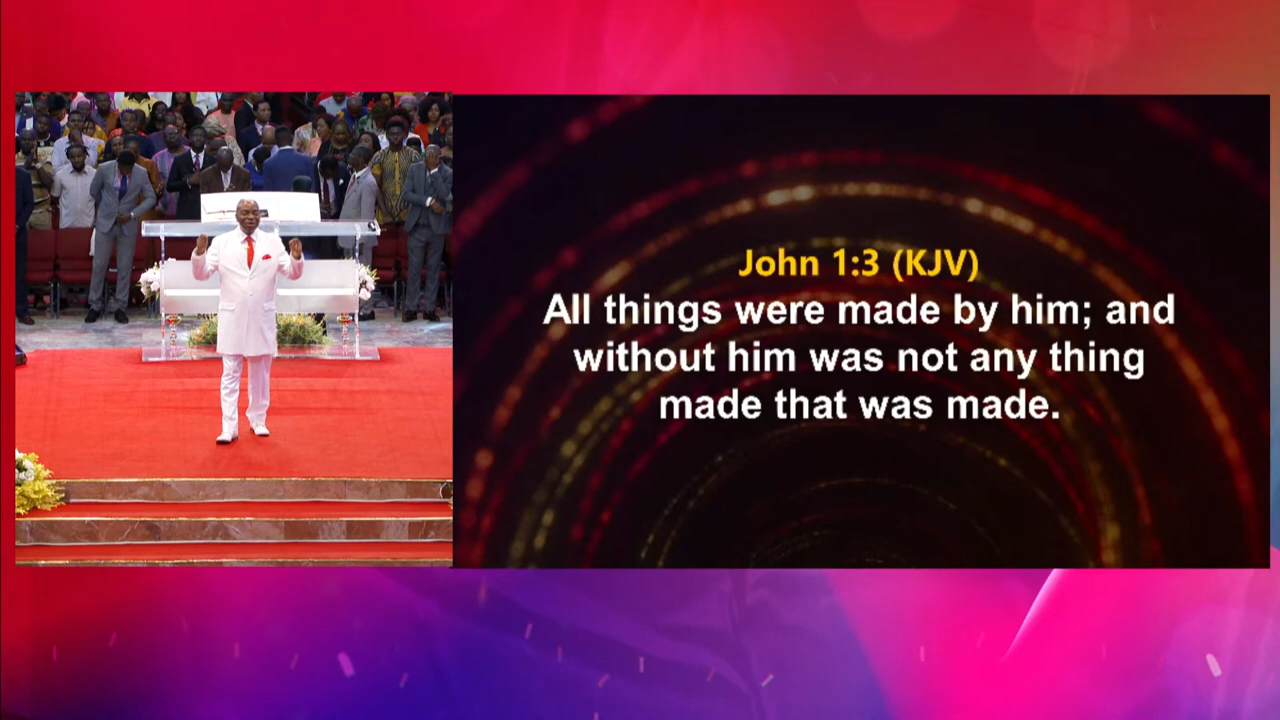 John 1:3 (KJV)
All things were made by him; and
without him was not any thing
made that was made.